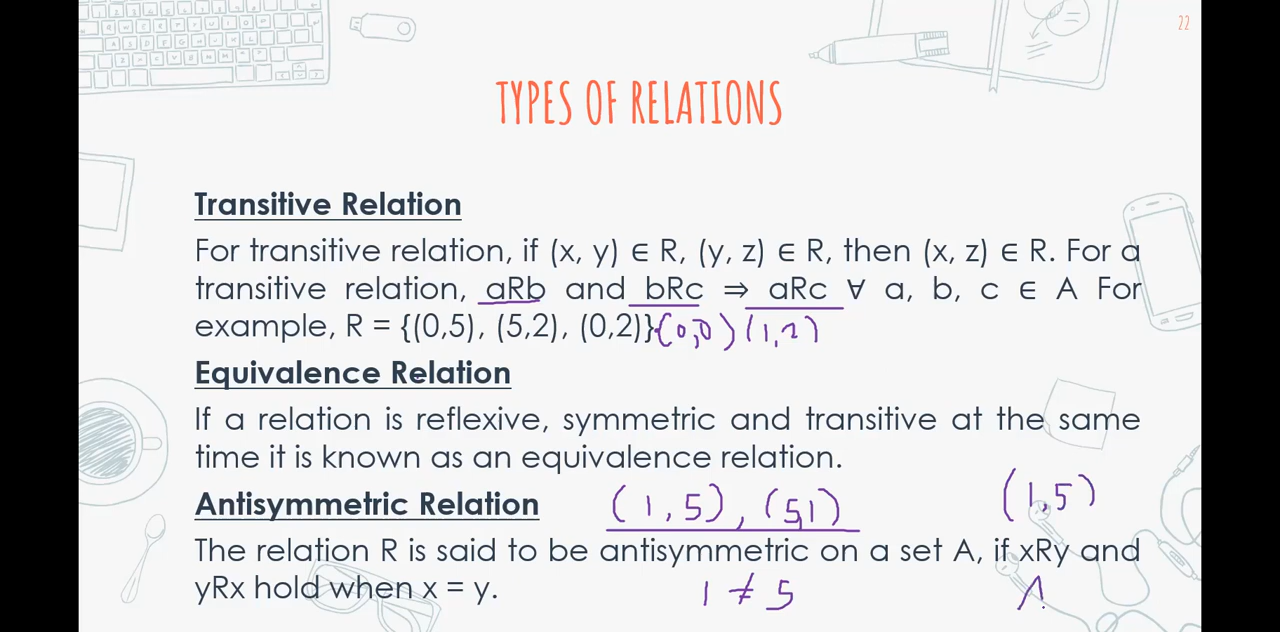 22
TYPES OF RELATIONS
Transitive Relation
For transitive relation, if (x, y) ∈ R, (y, z) ∈ R, then (x, z) ∈ R. For a
transitive relation, aRb and bRc ⇒ aRc ∀ a, b, c ∈ A For
example, R = {(0,5), (5,2), (0,2)} (0,0) (1,2)
Equivalence Relation
If a relation is reflexive, symmetric and transitive at the same
time it is known as an equivalence relation.
Antisymmetric Relation (1,5), (5,1) (1,5)
The relation R is said to be antisymmetric on a set A, if xRy and
yRx hold when x = y. 1 ≠ 5